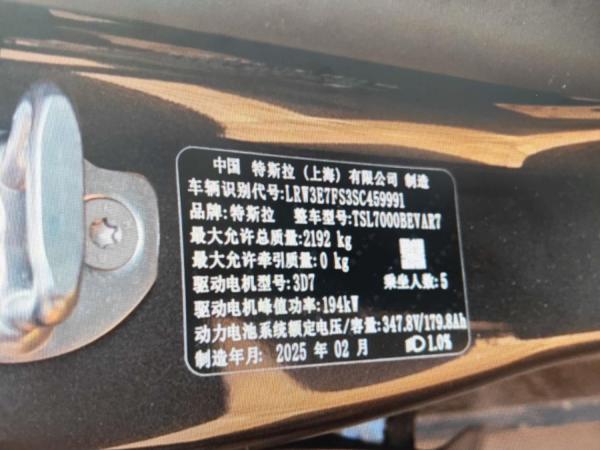 中国 特斯拉 (上海) 有限公司 制造
车辆识别代号:LRW3E7FS3SC459991
品牌:特斯拉 整车型号:TSL7000BEVAR7
最大允许总质量:2192 kg
最大允许牵引质量:0 kg
驱动电机型号:3D7 乘坐人数:5
驱动电机峰值功率:194kW
动力电池系统额定电压/容量:347.8V/179.8Ah
制造年月: 2025 年 02 月 1.0%